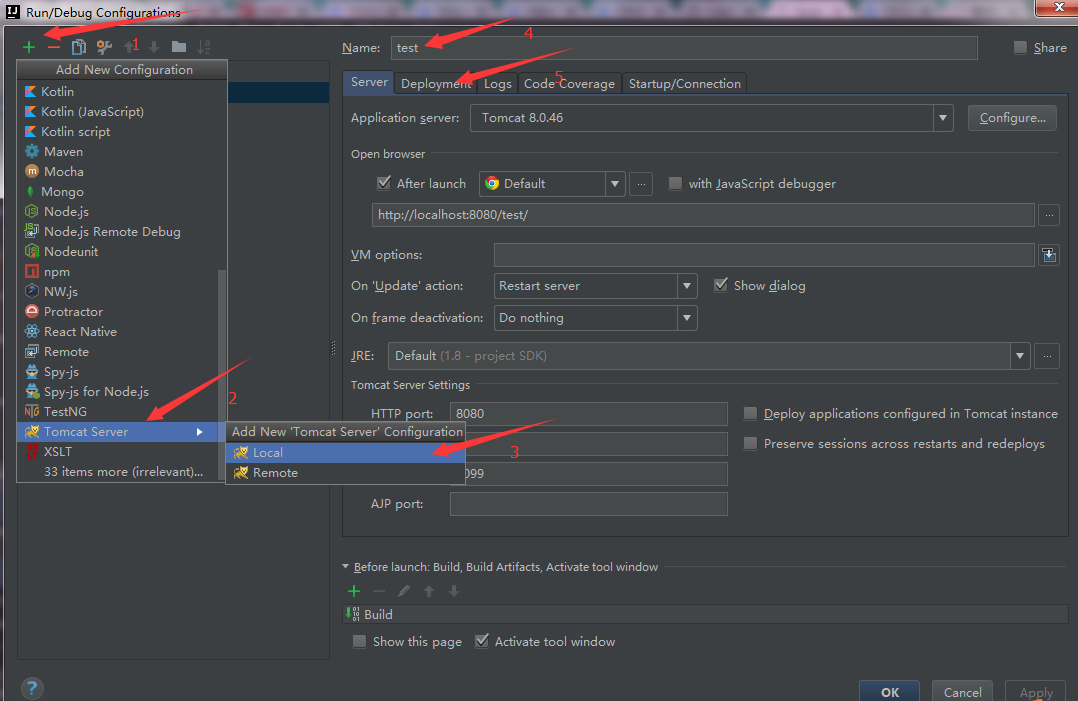 Run/Debug Configurations
1
Add New Configuration
Kotlin
Kotlin (JavaScript)
Kotlin script
Maven
Mocha
Mongo
Node.js
Node.js Remote Debug
Nodeunit
npm
NW.js
Protractor
React Native
Remote
Spy-js
Spy-js for Node.js
TestNG
Tomcat Server
XSLT
33 items more (irrelevant)...
2
Add New 'Tomcat Server' Configuration
Local
Remote
3
Name: test
4
Share
Server Deployment Logs Code Coverage Startup/Connection
5
Application server: Tomcat 8.0.46 Configure...
Open browser
After launch Default ... with JavaScript debugger
http://localhost:8080/test/ ...
VM options:
On 'Update' action: Restart server Show dialog
On frame deactivation: Do nothing
JRE: Default (1.8 - project SDK) ...
Tomcat Server Settings
HTTP port: 8080 Deploy applications configured in Tomcat instance
Preserve sessions across restarts and redeploys
099
AJP port:
Before launch: Build, Build Artifacts, Activate tool window
Build
Show this page Activate tool window
? OK Cancel Apply